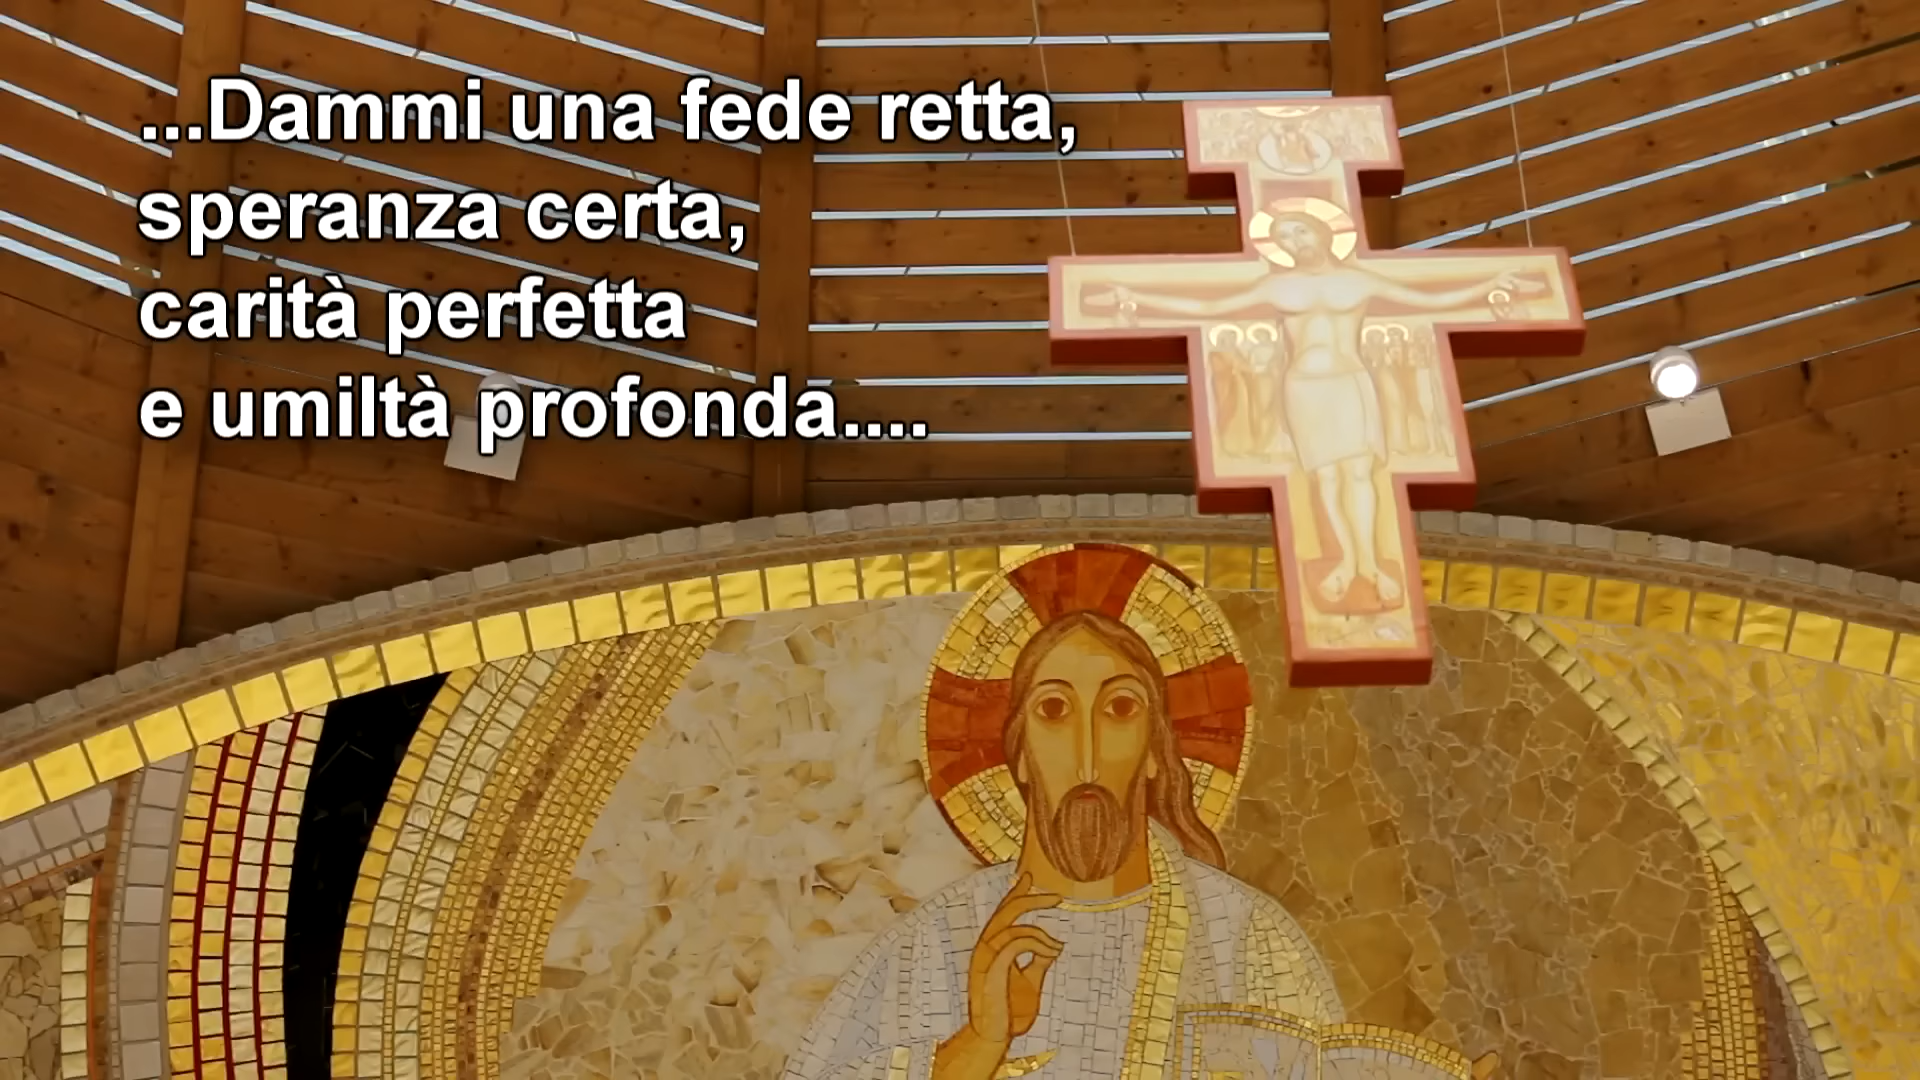 ...Dammi una fede retta,
speranza certa,
carità perfetta
e umiltà profonda....